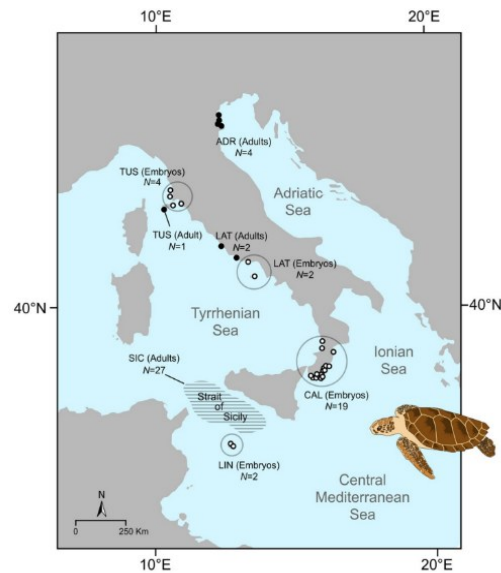 10°E
20°E
ADR (Adults)
N=4
TUS (Embryos)
N=4
Adriatic
Sea
TUS (Adult)
N=1
LAT (Adults)
N=2
LAT (Embryos)
N=2
40°N
40°N
Tyrrhenian
Sea
Ionian
Sea
SIC (Adults)
N=27
Strait
of
Sicily
CAL (Embryos)
N=19
LIN (Embryos)
N=2
Central
Mediterranean
Sea
N
0
250 Km
10°E
20°E